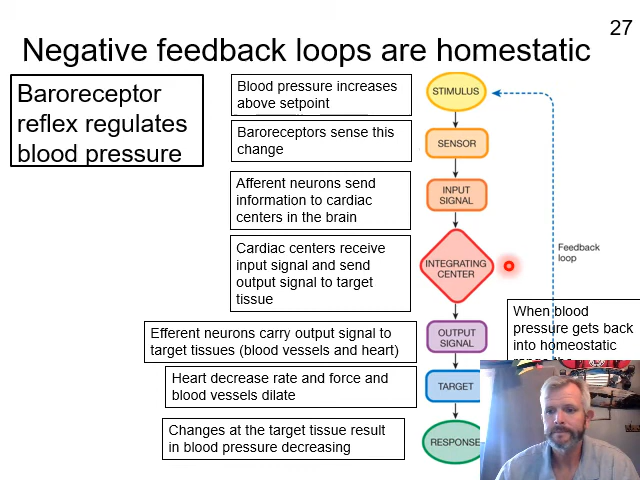 27
Negative feedback loops are homestatic
Baroreceptor
reflex regulates
blood pressure
Blood pressure increases
above setpoint
STIMULUS
Baroreceptors sense this
change
SENSOR
Afferent neurons send
information to cardiac
centers in the brain
INPUT
SIGNAL
Cardiac centers receive
input signal and send
output signal to target
tissue
INTEGRATING
CENTER
Feedback
loop
When blood
pressure gets back
into homeostatic
Efferent neurons carry output signal to
target tissues (blood vessels and heart)
OUTPUT
SIGNAL
Heart decrease rate and force and
blood vessels dilate
TARGET
Changes at the target tissue result
in blood pressure decreasing
RESPONSE